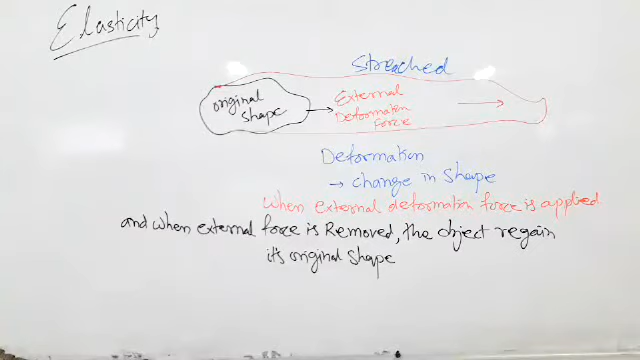 Elasticity
Streached
original
shape
External
Deformation
Force
Deformation
→ change in Shape
When external deformation force is applied
and when external force is Removed, the object regain
it's original Shape